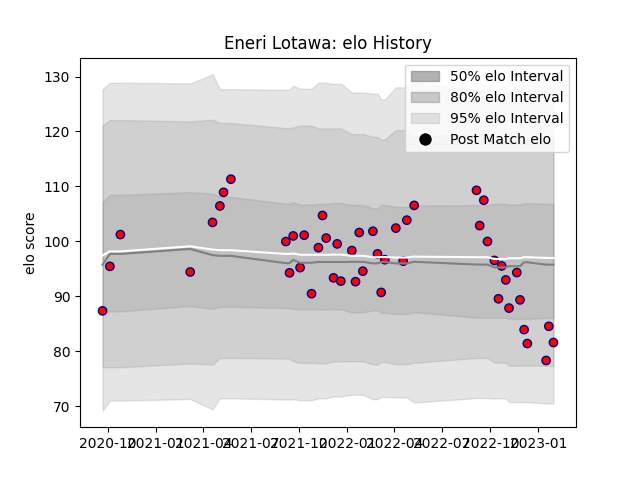 Eneri Lotawa: elo History
50% elo Interval
80% elo Interval
95% elo Interval
Post Match elo
elo score
130
120
110
100
90
80
70
2020-10 2021-01 2021-04 2021-07 2021-10 2022-01 2022-04 2022-07 2022-10 2023-01